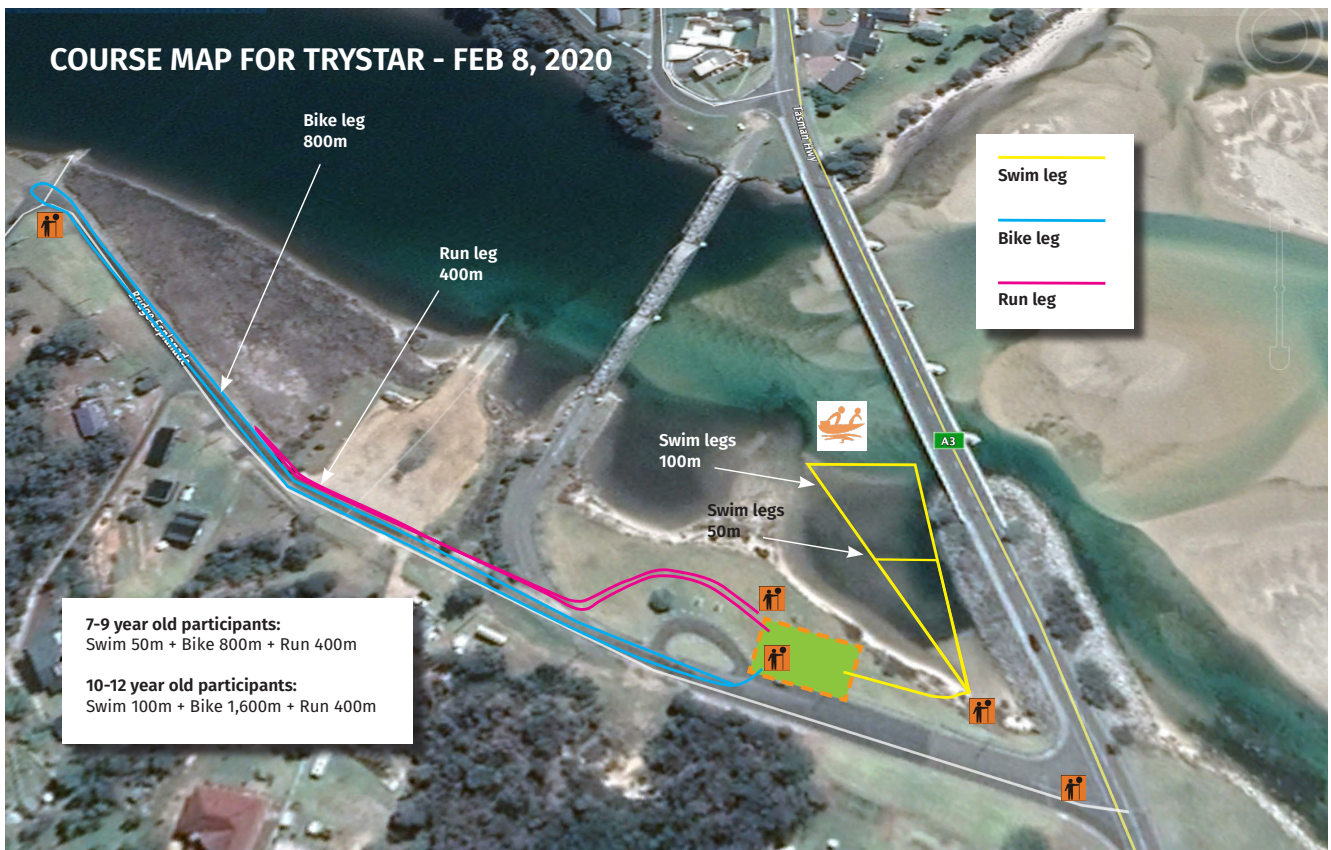 COURSE MAP FOR TRYSTAR - FEB 8, 2020
Bike leg
800m
Tasman Hwy
Swim leg
Bike leg
Run leg
Run leg
400m
Bridge Esplanade
A3
Swim legs
100m
Swim legs
50m
7-9 year old participants:
Swim 50m + Bike 800m + Run 400m
10-12 year old participants:
Swim 100m + Bike 1,600m + Run 400m